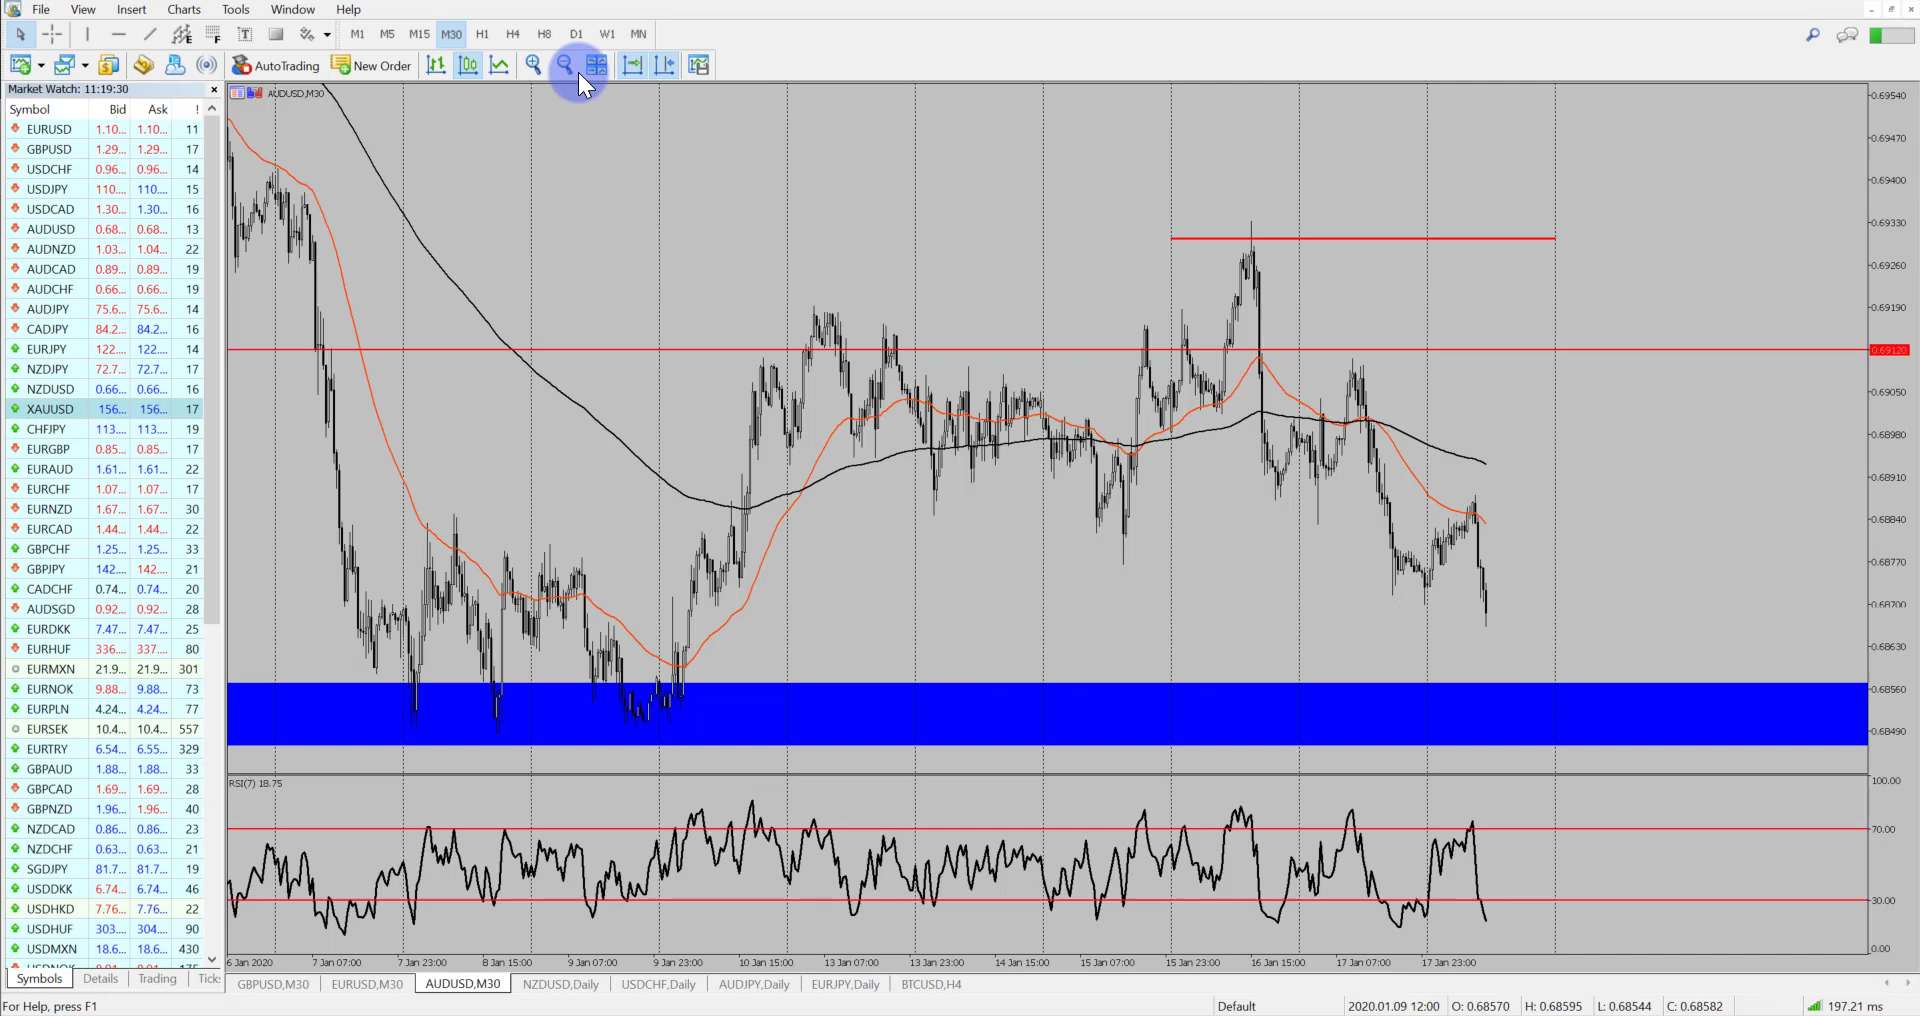 File View Insert Charts Tools Window Help
E F T M1 M5 M15 M30 H1 H4 H8 D1 W1 MN
AutoTrading New Order
Market Watch: 11:19:30
Symbol Bid Ask !
EURUSD 1.10... 1.10... 11
GBPUSD 1.29... 1.29... 17
USDCHF 0.96... 0.96... 14
USDJPY 110.... 110.... 15
USDCAD 1.30... 1.30... 16
AUDUSD 0.68... 0.68... 13
AUDNZD 1.03... 1.04... 22
AUDCAD 0.89... 0.89... 19
AUDCHF 0.66... 0.66... 19
AUDJPY 75.6... 75.6... 14
CADJPY 84.2... 84.2... 16
EURJPY 122.... 122.... 14
NZDJPY 72.7... 72.7... 17
NZDUSD 0.66... 0.66... 16
XAUUSD 156... 156... 17
CHFJPY 113.... 113.... 19
EURGBP 0.85... 0.85... 17
EURAUD 1.61... 1.61... 22
EURCHF 1.07... 1.07... 17
EURNZD 1.67... 1.67... 30
EURCAD 1.44... 1.44... 22
GBPCHF 1.25... 1.25... 33
GBPJPY 142.... 142.... 21
CADCHF 0.74... 0.74... 20
AUDSGD 0.92... 0.92... 28
EURDKK 7.47... 7.47... 25
EURHUF 336.... 337.... 80
EURMXN 21.9... 21.9... 301
EURNOK 9.88... 9.88... 73
EURPLN 4.24... 4.24... 77
EURSEK 10.4... 10.4... 557
EURTRY 6.54... 6.55... 329
GBPAUD 1.88... 1.88... 33
GBPCAD 1.69... 1.69... 28
GBPNZD 1.96... 1.96... 40
NZDCAD 0.86... 0.86... 23
NZDCHF 0.63... 0.63... 21
SGDJPY 81.7... 81.7... 19
USDDKK 6.74... 6.74... 46
USDHKD 7.76... 7.76... 22
USDHUF 303.... 304.... 90
USDMXN 18.6... 18.6... 430
Symbols Details Trading Ticks
AUDUSD,M30
0.69540
0.69470
0.69400
0.69330
0.69260
0.69190
0.69120
0.69050
0.68980
0.68910
0.68840
0.68770
0.68700
0.68630
0.68560
0.68490
RSI(7) 18.75
100.00
70.00
30.00
0.00
6 Jan 2020 7 Jan 07:00 7 Jan 23:00 8 Jan 15:00 9 Jan 07:00 9 Jan 23:00 10 Jan 15:00 13 Jan 07:00 13 Jan 23:00 14 Jan 15:00 15 Jan 07:00 15 Jan 23:00 16 Jan 15:00 17 Jan 07:00 17 Jan 23:00
GBPUSD,M30 EURUSD,M30 AUDUSD,M30 NZDUSD,Daily USDCHF,Daily AUDJPY,Daily EURJPY,Daily BTCUSD,H4
For Help, press F1 Default 2020.01.09 12:00 O: 0.68570 H: 0.68595 L: 0.68544 C: 0.68582 197.21 ms